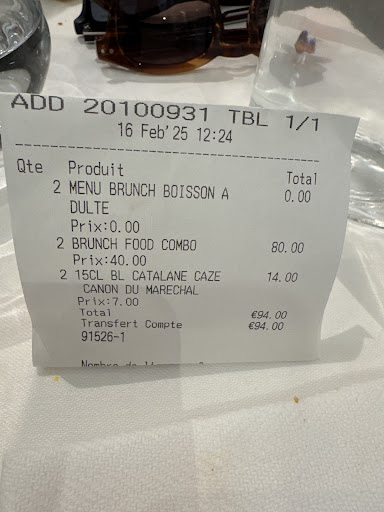 ADD 20100931 TBL 1/1
16 Feb'25 12:24
Qte Produit Total
2 MENU BRUNCH BOISSON A 0.00
DULTE
Prix:0.00
2 BRUNCH FOOD COMBO 80.00
Prix:40.00
2 15CL BL CATALANE CAZE 14.00
CANON DU MARECHAL
Prix:7.00
Total €94.00
Transfert Compte €94.00
91526-1
Nombre de